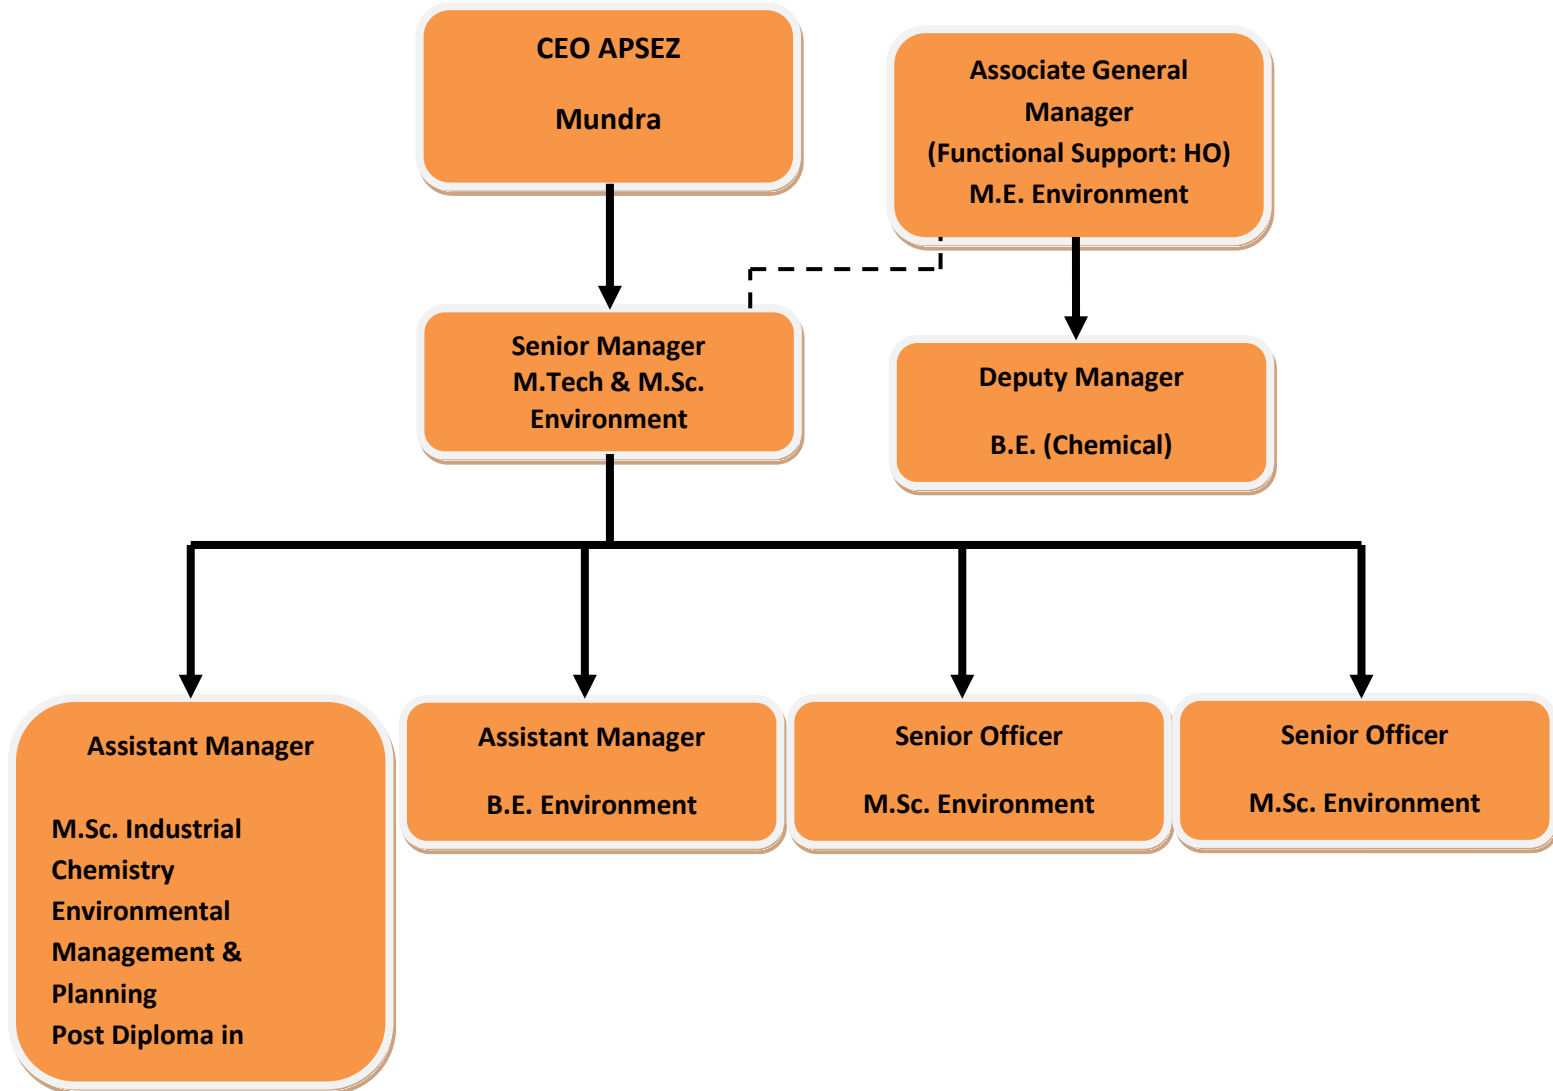 CEO APSEZ
Mundra
Associate General
Manager
(Functional Support: HO)
M.E. Environment
Senior Manager
M.Tech & M.Sc.
Environment
Deputy Manager
B.E. (Chemical)
Assistant Manager
M.Sc. Industrial
Chemistry
Environmental
Management &
Planning
Post Diploma in
Assistant Manager
B.E. Environment
Senior Officer
M.Sc. Environment
Senior Officer
M.Sc. Environment